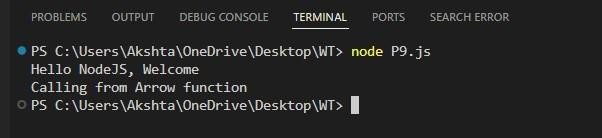 PROBLEMS OUTPUT DEBUG CONSOLE TERMINAL PORTS SEARCH ERROR
PS C:\Users\Akshta\OneDrive\Desktop\WT> node P9.js
Hello NodeJS, Welcome
Calling from Arrow function
PS C:\Users\Akshta\OneDrive\Desktop\WT>